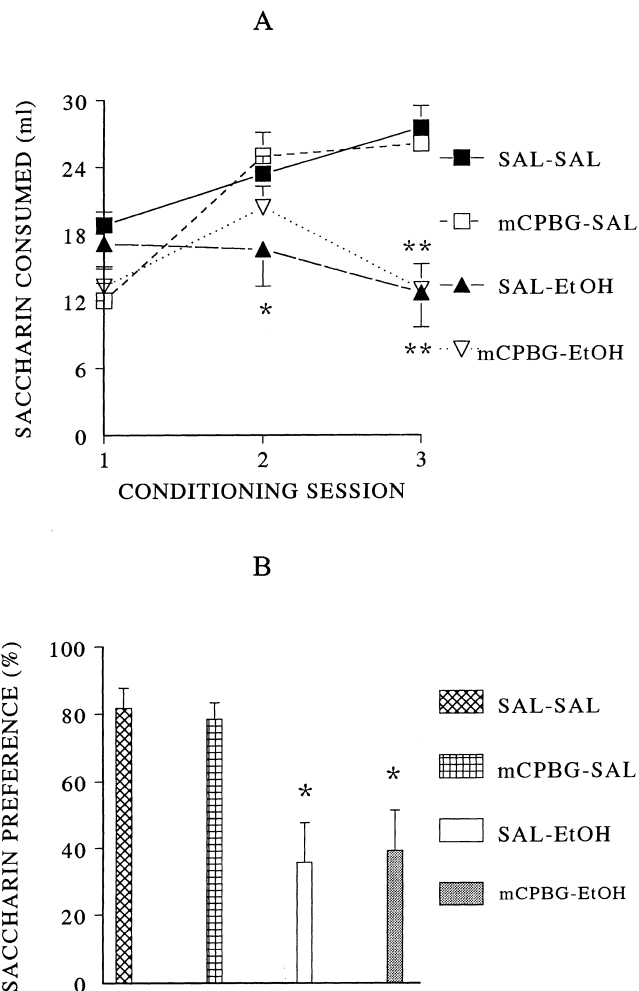 A
SACCHARIN CONSUMED (ml)
30
24
18
12
6
0
1 2 3
CONDITIONING SESSION
*
**
**
SAL-SAL
mCPBG-SAL
SAL-EtOH
mCPBG-EtOH
B
SACCHARIN PREFERENCE (%)
100
80
60
40
20
0
*
*
SAL-SAL
mCPBG-SAL
SAL-EtOH
mCPBG-EtOH